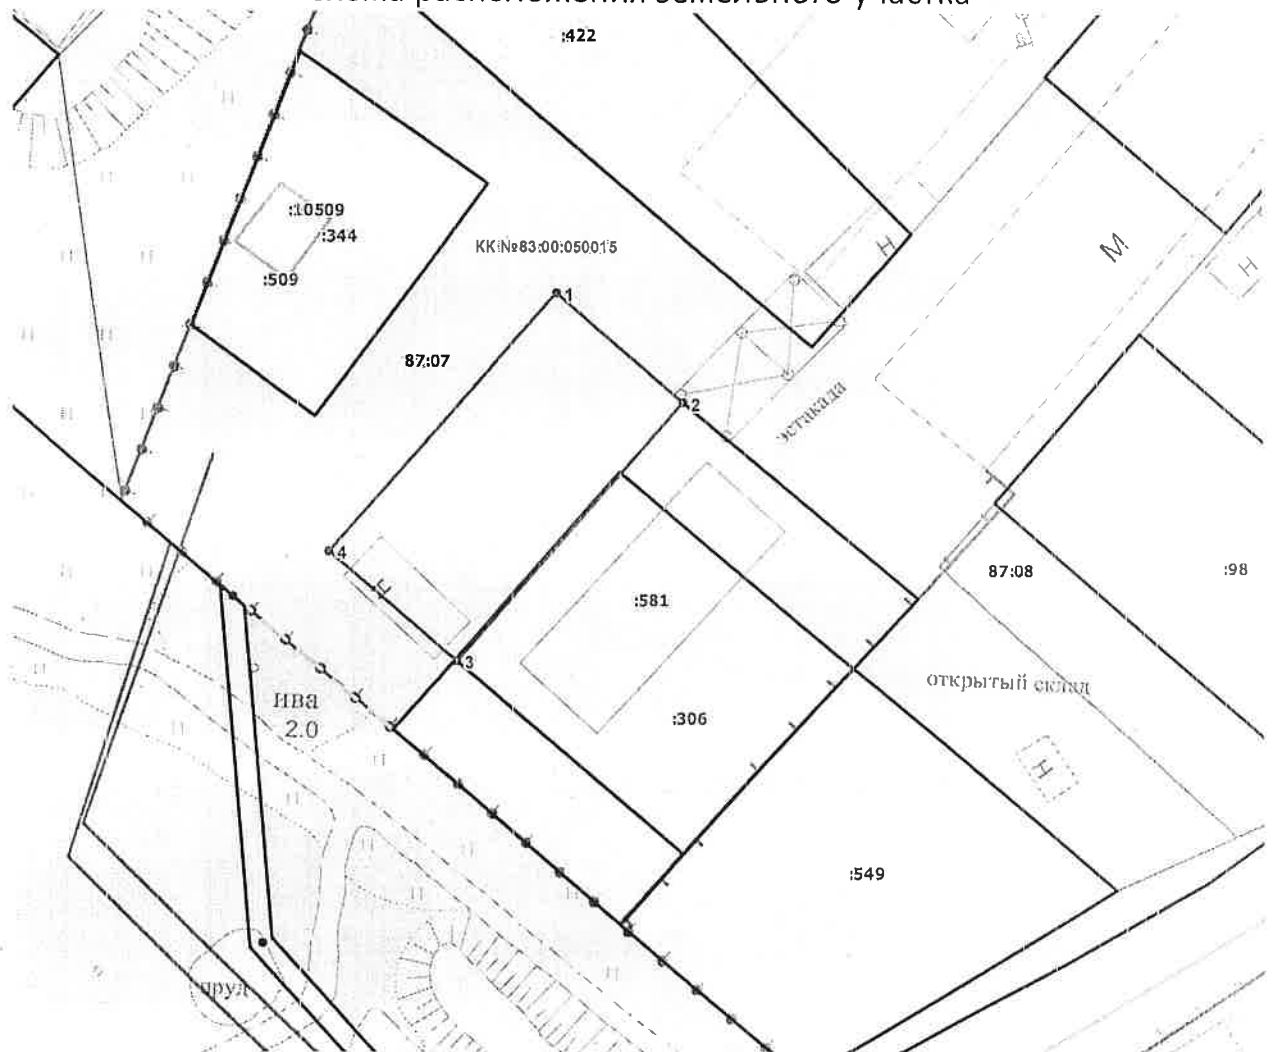 :422
:10509
:344
:509
КК №83:00:050015
1
87:07
2
эстакада
Н
М
Н
4
Н
3
:581
:306
87:08
:98
открытый склад
Н
:549
ива
2.0
пруд